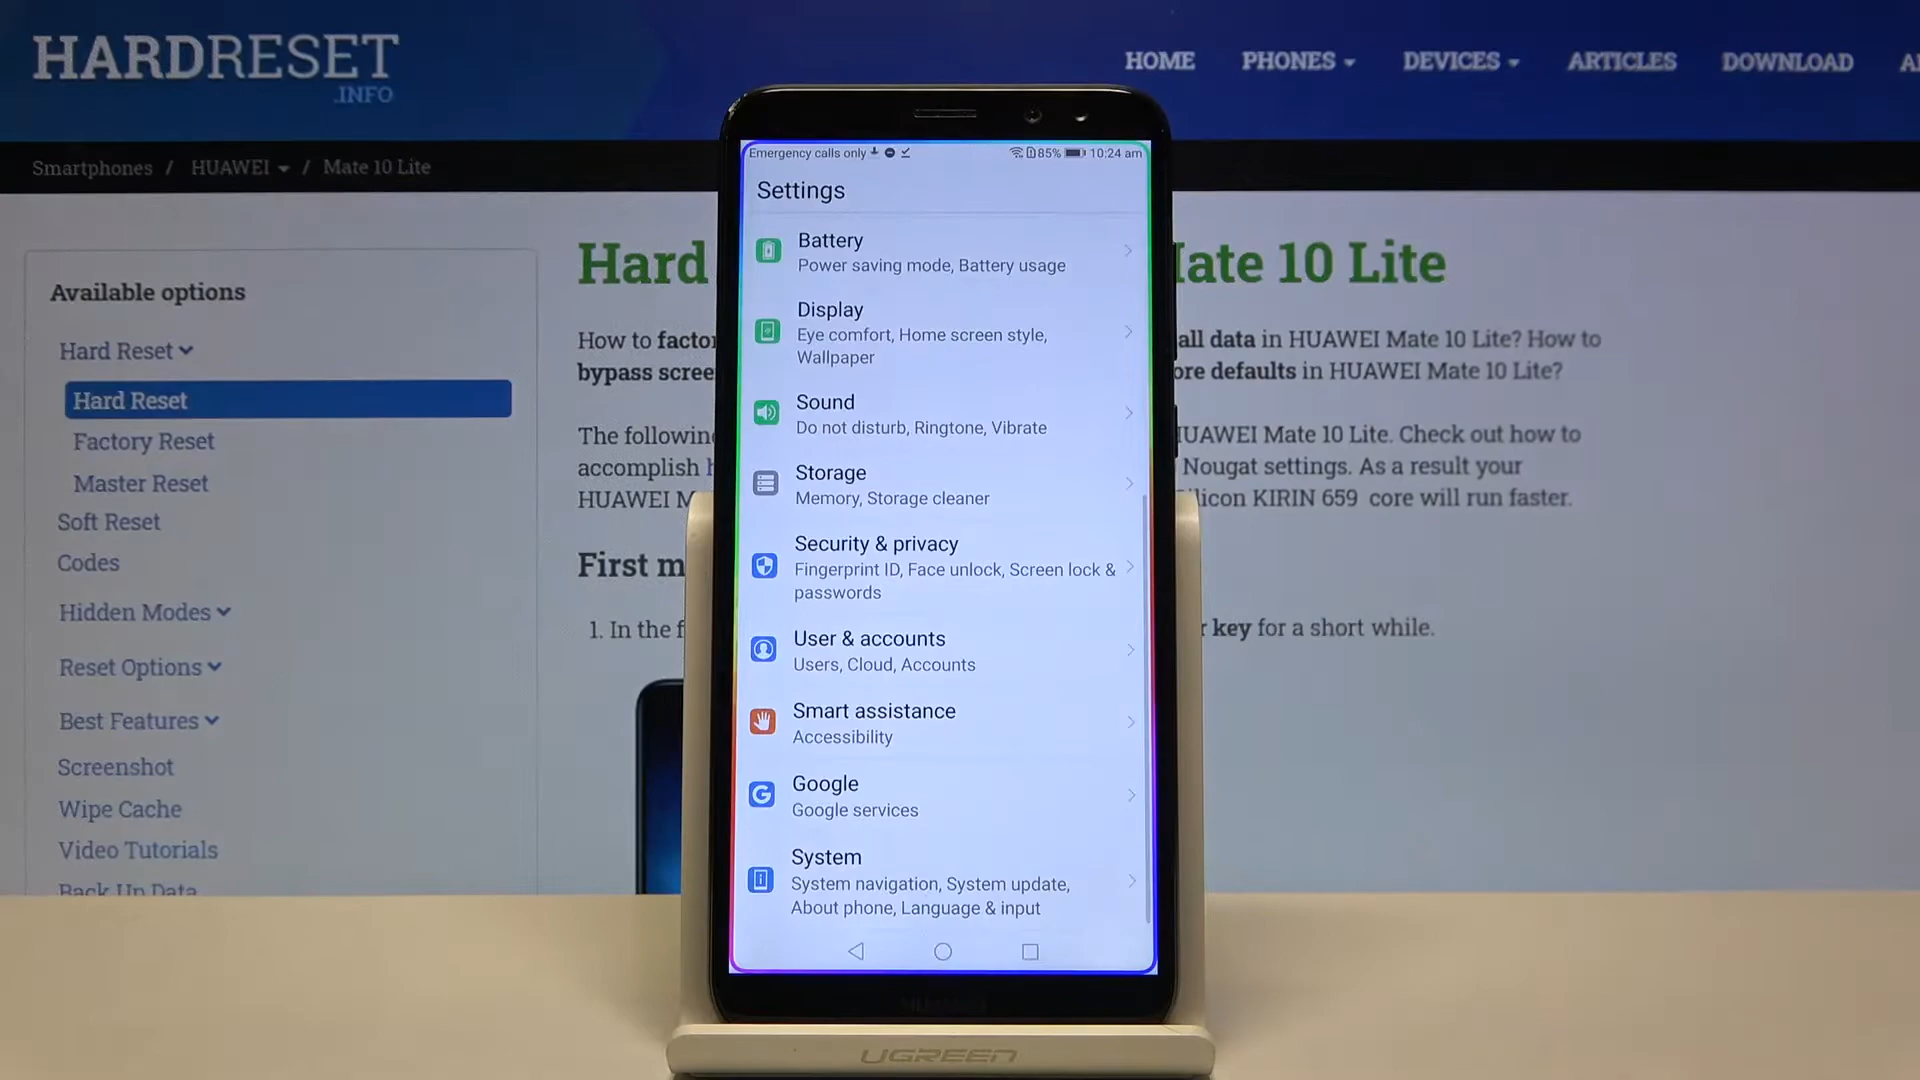 HARDRESET
.INFO
HOME PHONES DEVICES ARTICLES DOWNLOAD
Smartphones / HUAWEI / Mate 10 Lite
Available options
Hard Reset
Hard Reset
Factory Reset
Master Reset
Soft Reset
Codes
Hidden Modes
Reset Options
Best Features
Screenshot
Wipe Cache
Video Tutorials
Back Up Data
Hard
Mate 10 Lite
How to
all data in HUAWEI Mate 10 Lite? How to
bypass
defaults in HUAWEI Mate 10 Lite?
The
HUAWEI Mate 10 Lite. Check out how to
accomplish
Nougat settings. As a result your
HUAWEI
KIRIN 659 core will run faster.
First
1. In the
key for a short while.
Emergency calls only 85% 10:24 am
Settings
Battery
Power saving mode, Battery usage
Display
Eye comfort, Home screen style,
Wallpaper
Sound
Do not disturb, Ringtone, Vibrate
Storage
Memory, Storage cleaner
Security & privacy
Fingerprint ID, Face unlock, Screen lock &
passwords
User & accounts
Users, Cloud, Accounts
Smart assistance
Accessibility
Google
Google services
System
System navigation, System update,
About phone, Language & input
HUAWEI
UGREEN